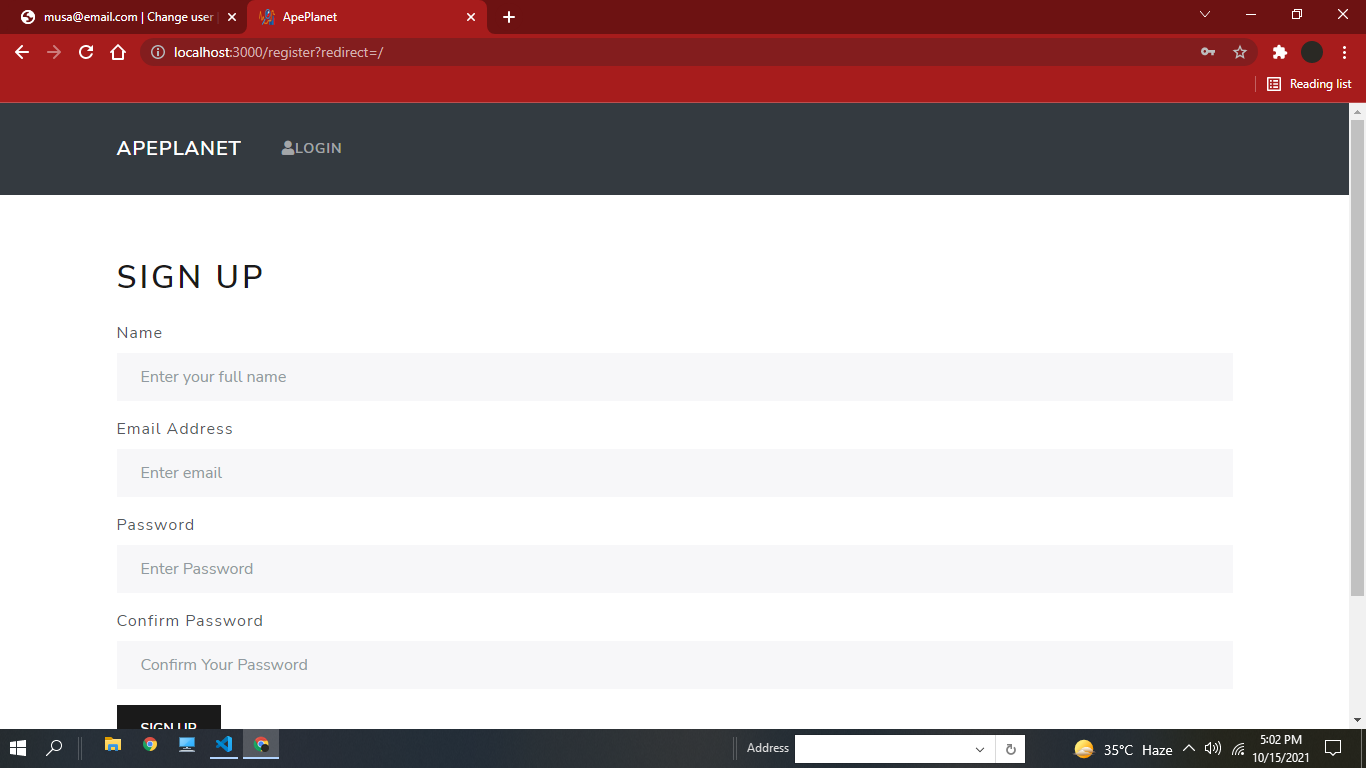 musa@email.com | Change user
ApePlanet
localhost:3000/register?redirect=/
Reading list
APEPLANET
LOGIN
SIGN UP
Name
Enter your full name
Email Address
Enter email
Password
Enter Password
Confirm Password
Confirm Your Password
SIGN UP
Address
35°C Haze
5:02 PM
10/15/2021